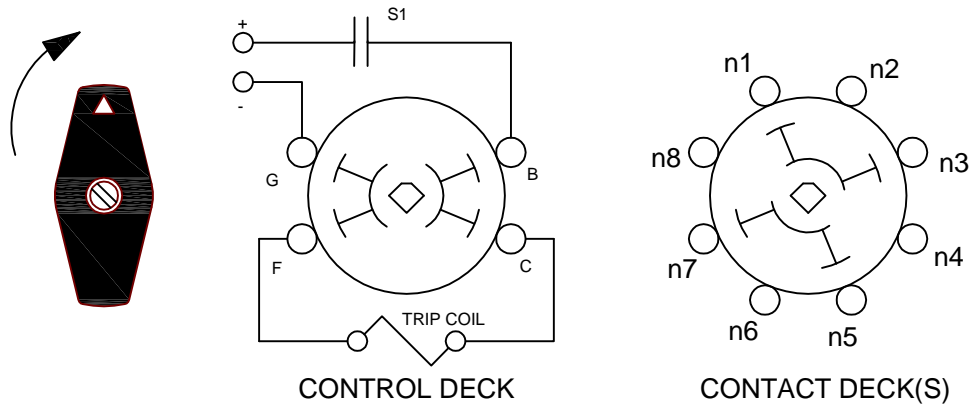 S1
+
-
G
B
F
C
TRIP COIL
CONTROL DECK
n1
n2
n8
n3
n7
n4
n6
n5
CONTACT DECK(S)